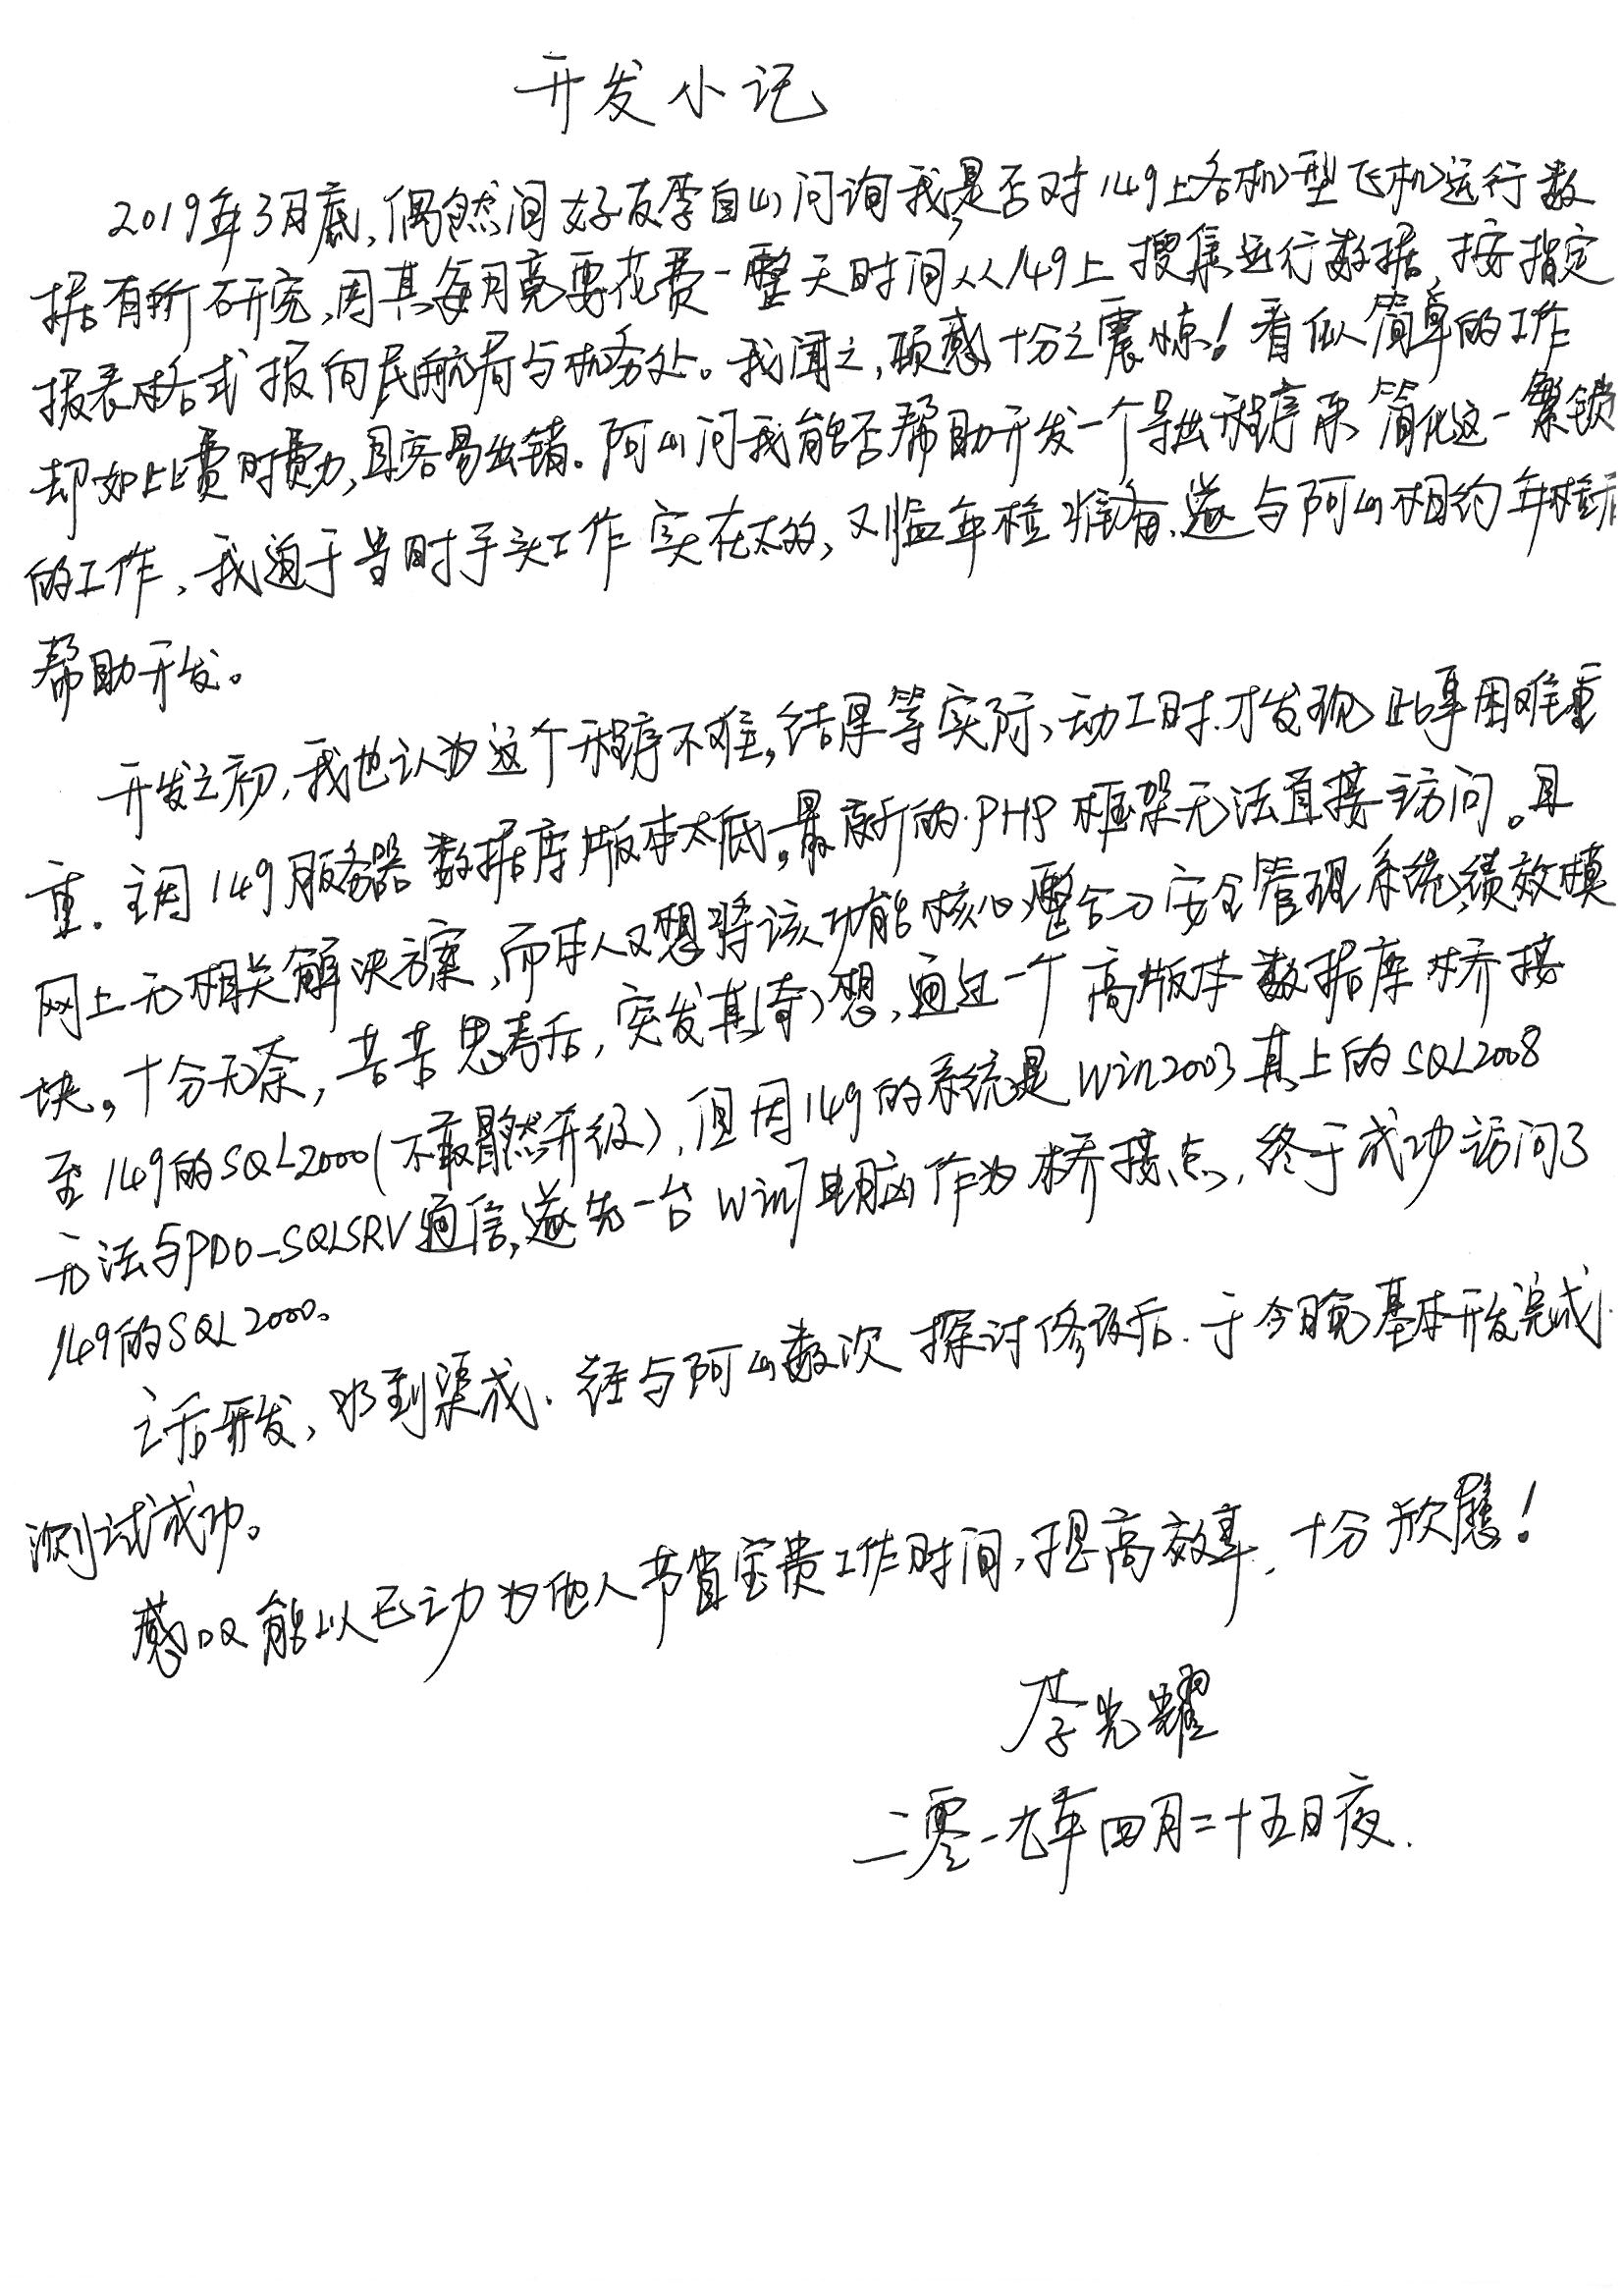 开发小记
2019年3月底,偶然间好友李自山问询我是否对149上各机型飞机运行数
据有所研究,因其每月竟要花费一整天时间从149上搜集运行数据,按指定
报表格式报向民航局与机务处。我闻之,顿感十分之震惊!看似简单的工作
却如此费时费力,且容易出错。阿山问我能否帮助开发一个导出程序来简化这一繁锁
的工作,我迫于当时手头工作实在太多,又临年检准备,遂与阿山相约年检后
帮助开发。
开发之初,我也认为这个程序不难,结果等实际动工时,才发现此事困难重
重.主因149服务器数据库版本太低,最新的PHP框架无法直接访问。且
网上无相关解决方案,而本人又想将该功能核心整合到安全管理系统绩效模
块。十分无奈,苦苦思考后,突发其(奇)想,通过一个高版本数据库桥接
至149的SQL2000(不敢冒然升级),但因149的系统是Win2003其上的SQL2008
无法与PDO-SQLSRV通信,遂先一台Win7电脑作为桥接点,终于成功访问了
149的SQL2000。
之后开发,水到渠成.经与阿山数次探讨修改后.于今日晚基本开发完成.
测试成功。
感叹能以己之力为他人节省宝贵工作时间,提高效率,十分欣慰!
李光耀
二零一九年四月二十五日夜.